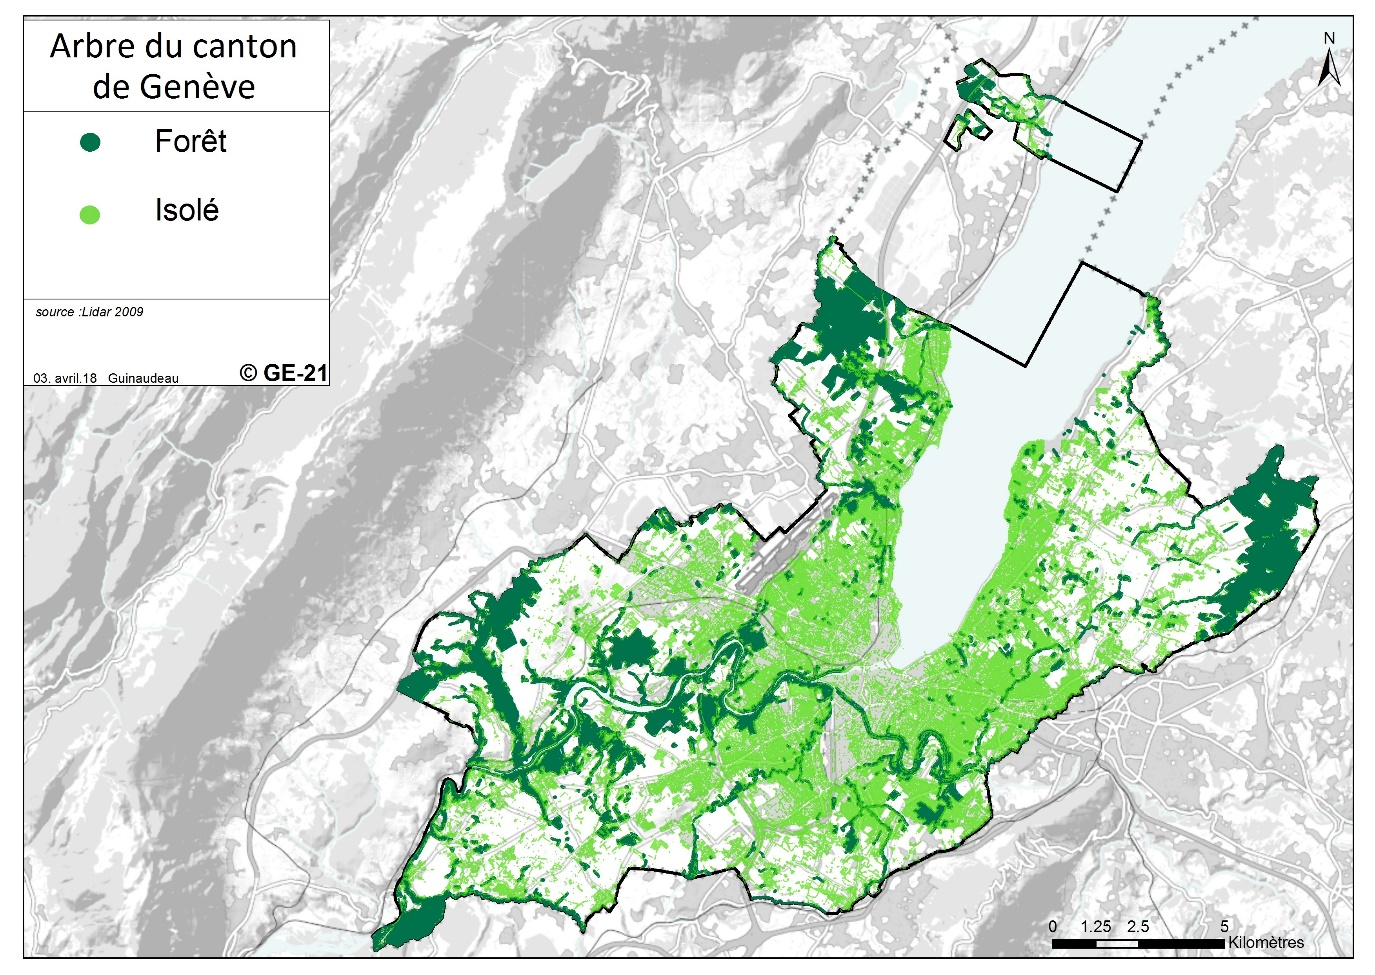 Arbre du canton
de Genève
Forêt
Isolé
source :Lidar 2009
03. avril.18 Guinaudeau
© GE-21
N
0 1.25 2.5 5
Kilomètres